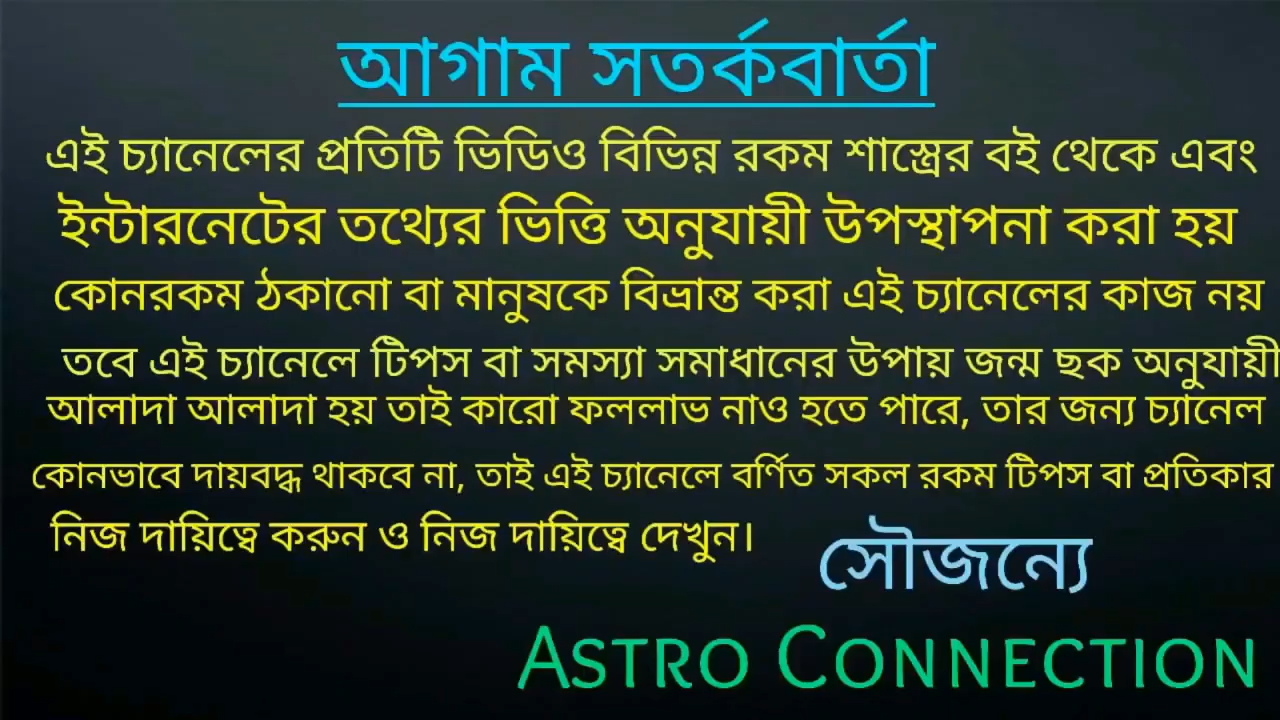 আগাম সতর্কবার্তা
এই চ্যানেলের প্রতিটি ভিডিও বিভিন্ন রকম শাস্ত্রের বই থেকে এবং
ইন্টারনেটের তথ্যের ভিত্তি অনুযায়ী উপস্থাপনা করা হয়
কোনরকম ঠকানো বা মানুষকে বিভ্রান্ত করা এই চ্যানেলের কাজ নয়
তবে এই চ্যানেলে টিপস বা সমস্যা সমাধানের উপায় জন্ম ছক অনুযায়ী
আলাদা আলাদা হয় তাই কারো ফললাভ নাও হতে পারে, তার জন্য চ্যানেল
কোনভাবে দায়বদ্ধ থাকবে না, তাই এই চ্যানেলে বর্ণিত সকল রকম টিপস বা প্রতিকার
নিজ দায়িত্বে করুন ও নিজ দায়িত্বে দেখুন।
সৌজন্যে
ASTRO CONNECTION